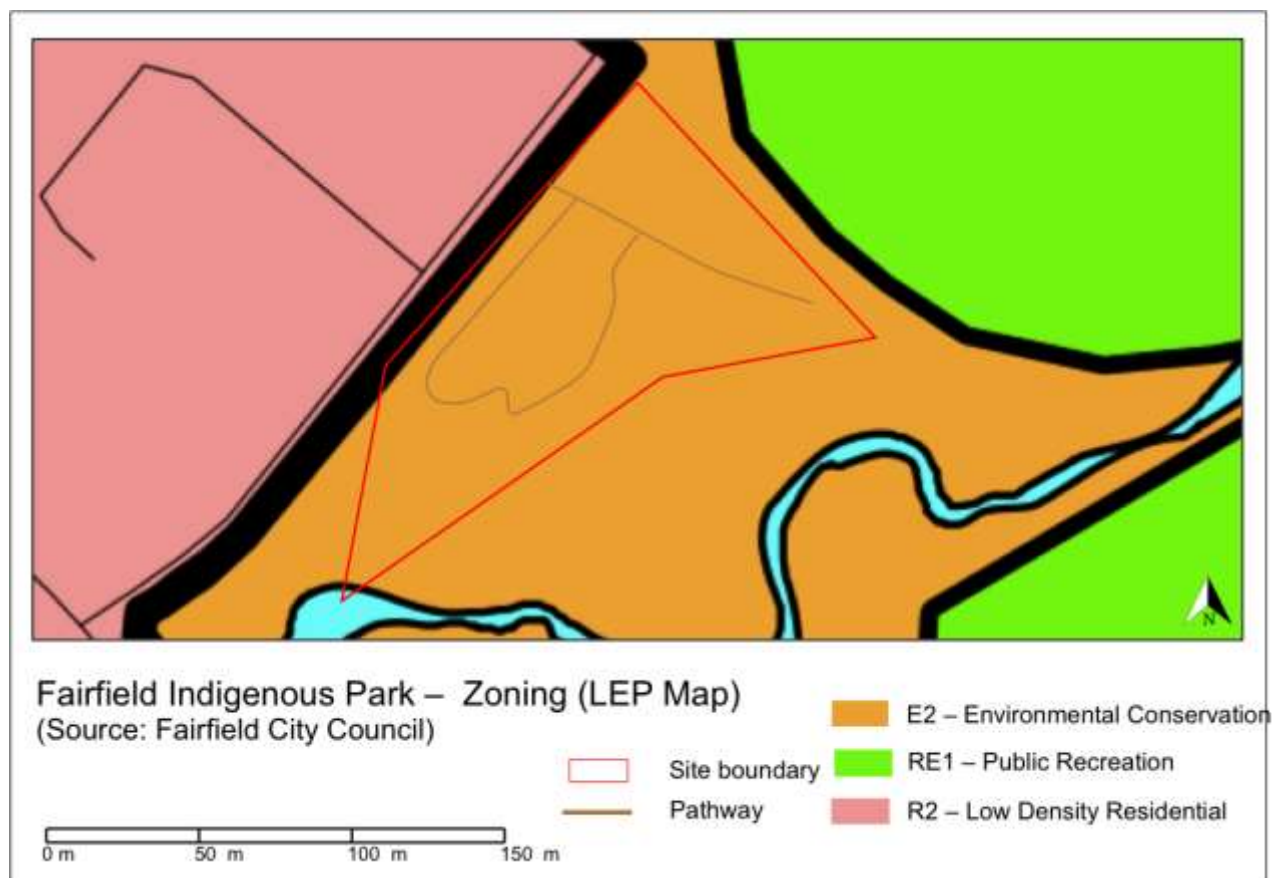 N
Fairfield Indigenous Park – Zoning (LEP Map)
(Source: Fairfield City Council)
Site boundary
Pathway
E2 – Environmental Conservation
RE1 – Public Recreation
R2 – Low Density Residential
0 m 50 m 100 m 150 m